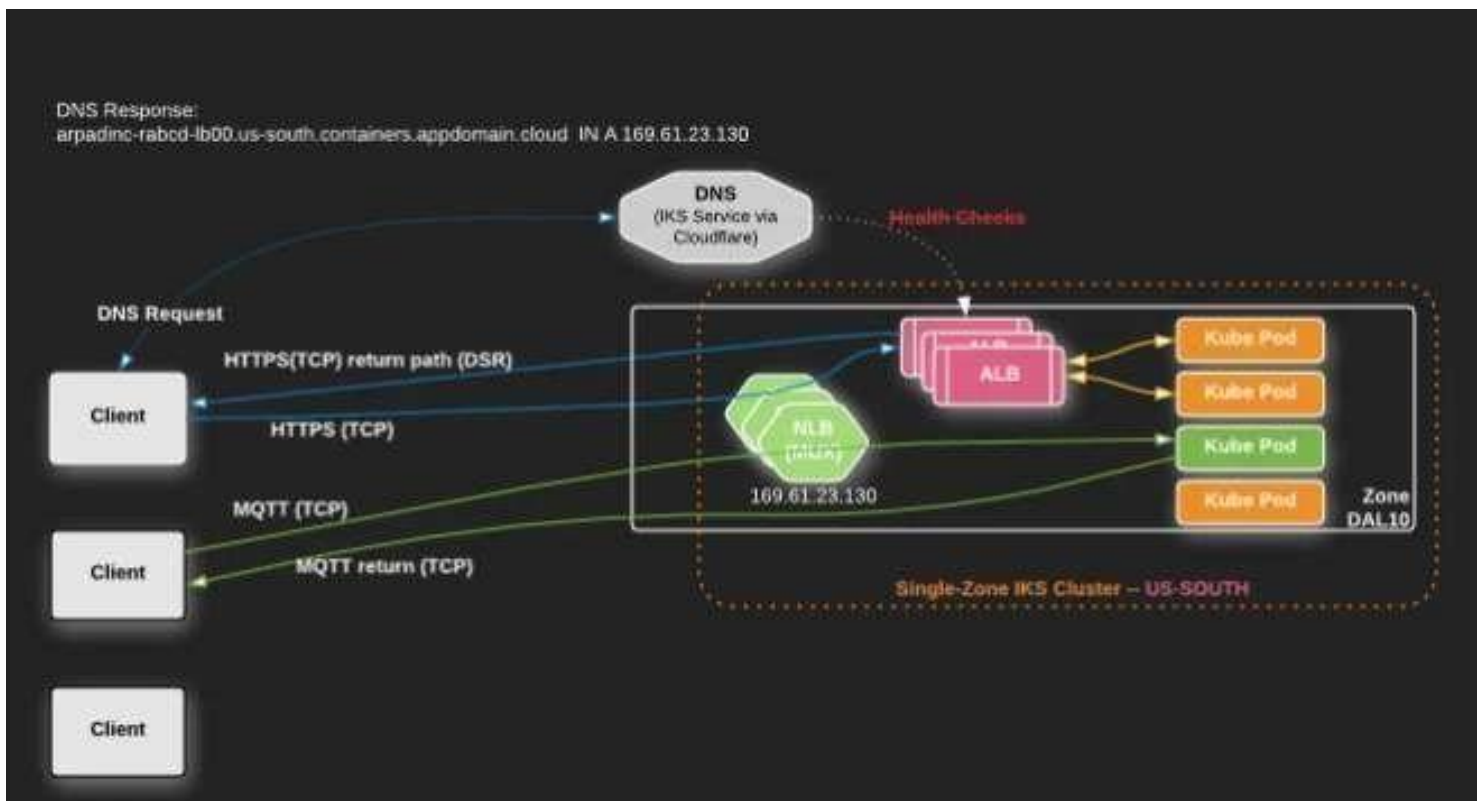 DNS Response:
arpadinc-rabcd-lb00.us-south.containers.appdomain.cloud IN A 169.61.23.130
DNS
(IKS Service via
Cloudflare)
Health Checks
DNS Request
HTTPS(TCP) return path (DSR)
Client
HTTPS (TCP)
ALB
ALB
Kube Pod
Kube Pod
Kube Pod
Kube Pod
NLB
(MUX)
169.61.23.130
Zone
DAL10
MQTT (TCP)
Client
MQTT return (TCP)
Single-Zone IKS Cluster – US-SOUTH
Client